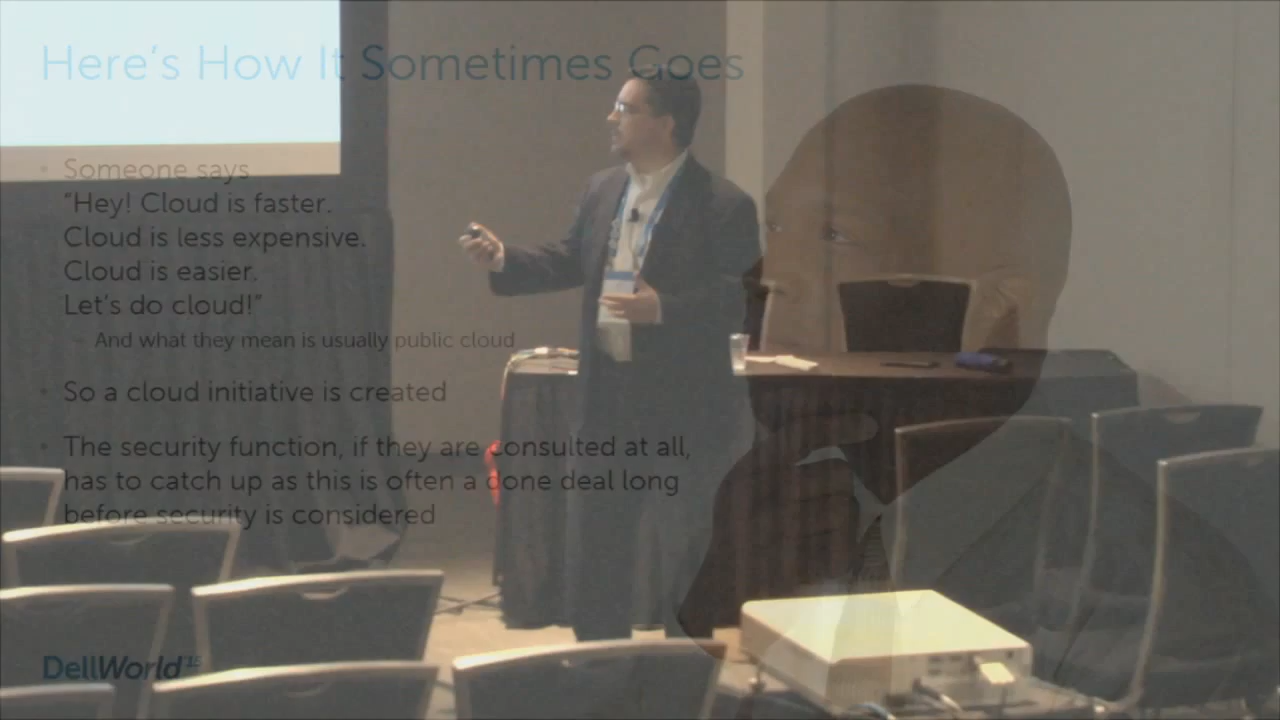 Here's How It Sometimes Goes
• Someone says
"Hey! Cloud is faster.
Cloud is less expensive.
Cloud is easier.
Let's do cloud!"
– And what they mean is usually public cloud
• So a cloud initiative is created
• The security function, if they are consulted at all,
has to catch up as this is often a done deal long
before security is considered
DellWorld'15